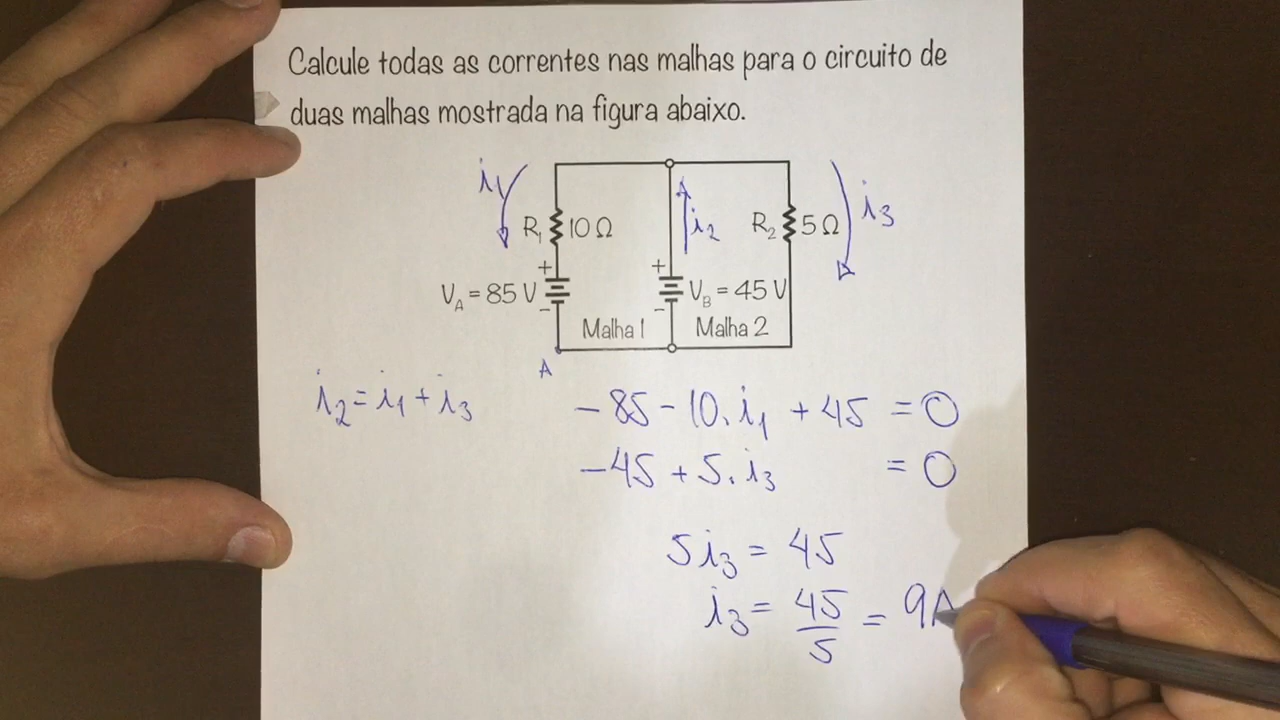 Calcule todas as correntes nas malhas para o circuito de
duas malhas mostrada na figura abaixo.
i₁
R₁ 10 Ω
i₂
R₂ 5 Ω
i₃
+
+
V_A = 85 V
V_B = 45 V
-
-
Malha 1
Malha 2
A
i₂ = i₁ + i₃
-85 - 10. i₁ + 45 = 0
-45 + 5. i₃ = 0
5i₃ = 45
i₃ = 45/5 = 9A